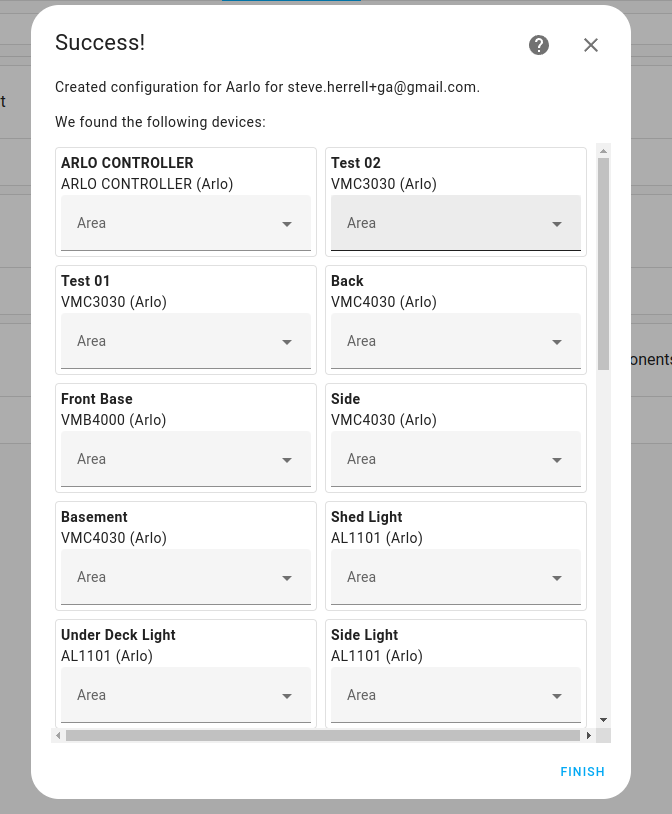 Success!
Created configuration for Aarlo for steve.herrell+ga@gmail.com.
t
We found the following devices:
ARLO CONTROLLER
ARLO CONTROLLER (Arlo)
Area
Test 02
VMC3030 (Arlo)
Area
Test 01
VMC3030 (Arlo)
Area
Back
VMC4030 (Arlo)
Area
onents
Front Base
VMB4000 (Arlo)
Area
Side
VMC4030 (Arlo)
Area
Basement
VMC4030 (Arlo)
Area
Shed Light
AL1101 (Arlo)
Area
Under Deck Light
AL1101 (Arlo)
Area
Side Light
AL1101 (Arlo)
Area
FINISH